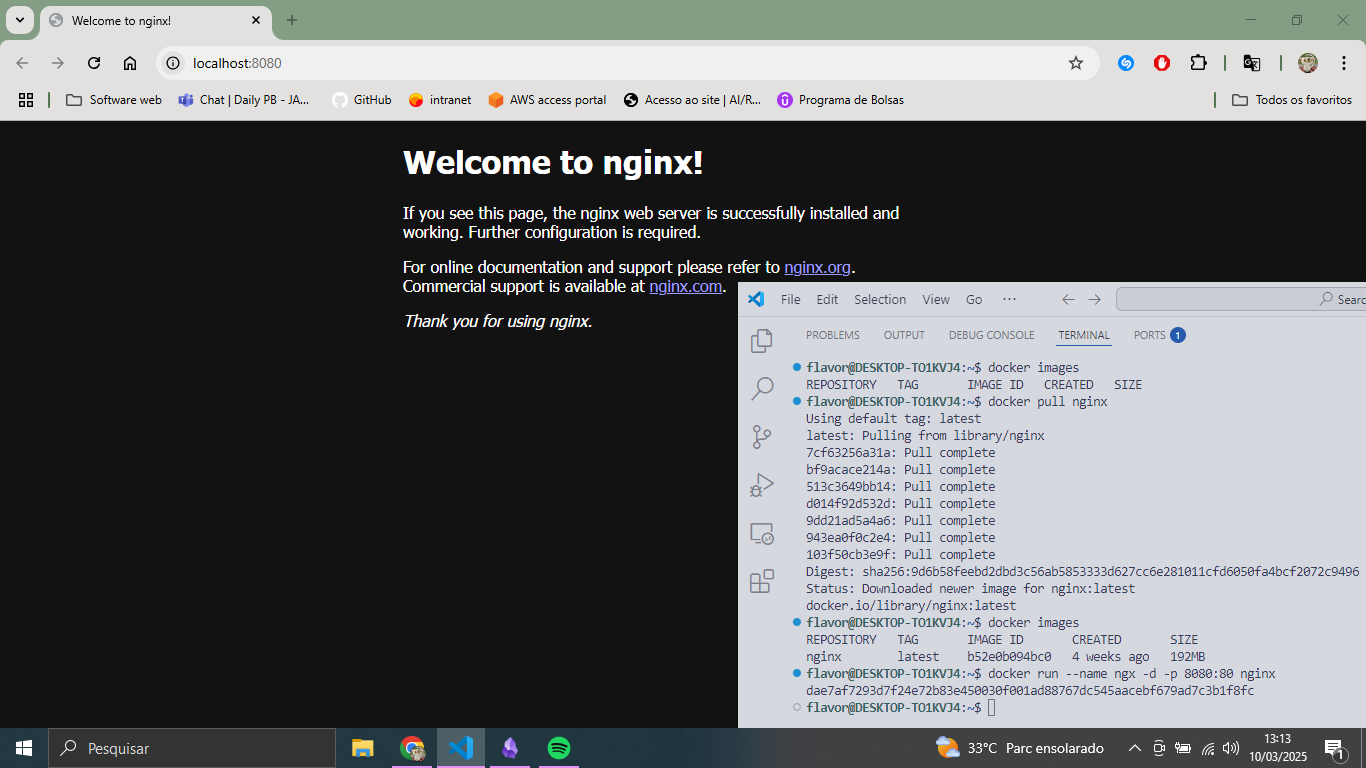 Welcome to nginx!
localhost:8080
Software web
Chat | Daily PB - JA...
GitHub
intranet
AWS access portal
Acesso ao site | AI/R...
Programa de Bolsas
Todos os favoritos
Welcome to nginx!
If you see this page, the nginx web server is successfully installed and
working. Further configuration is required.
For online documentation and support please refer to nginx.org.
Commercial support is available at nginx.com.
Thank you for using nginx.
File Edit Selection View Go ··· Searc
PROBLEMS OUTPUT DEBUG CONSOLE TERMINAL PORTS 1
flavor@DESKTOP-TO1KVJ4:~$ docker images
REPOSITORY TAG IMAGE ID CREATED SIZE
flavor@DESKTOP-TO1KVJ4:~$ docker pull nginx
Using default tag: latest
latest: Pulling from library/nginx
7cf63256a31a: Pull complete
bf9acace214a: Pull complete
513c3649bb14: Pull complete
d014f92d532d: Pull complete
9dd21ad5a4a6: Pull complete
943ea0f0c2e4: Pull complete
103f50cb3e9f: Pull complete
Digest: sha256:9d6b58feebd2dbd3c56ab5853333d627cc6e281011cfd6050fa4bcf2072c9496
Status: Downloaded newer image for nginx:latest
docker.io/library/nginx:latest
flavor@DESKTOP-TO1KVJ4:~$ docker images
REPOSITORY TAG IMAGE ID CREATED SIZE
nginx latest b52e0b094bc0 4 weeks ago 192MB
flavor@DESKTOP-TO1KVJ4:~$ docker run --name ngx -d -p 8080:80 nginx
dae7af7293d7f24e72b83e450030f001ad88767dc545aacebf679ad7c3b1f8fc
flavor@DESKTOP-TO1KVJ4:~$
Pesquisar
33°C Parc ensolarado
13:13
10/03/2025
1